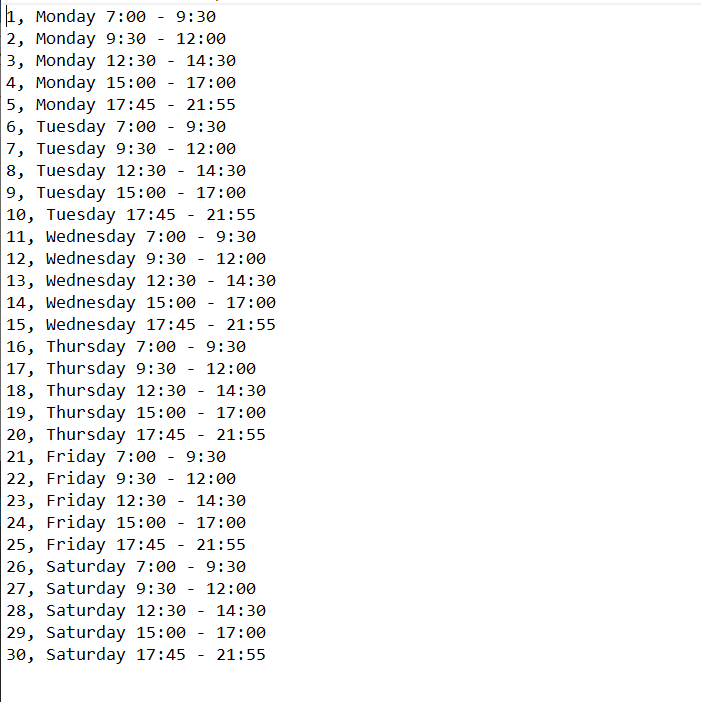 1, Monday 7:00 - 9:30
2, Monday 9:30 - 12:00
3, Monday 12:30 - 14:30
4, Monday 15:00 - 17:00
5, Monday 17:45 - 21:55
6, Tuesday 7:00 - 9:30
7, Tuesday 9:30 - 12:00
8, Tuesday 12:30 - 14:30
9, Tuesday 15:00 - 17:00
10, Tuesday 17:45 - 21:55
11, Wednesday 7:00 - 9:30
12, Wednesday 9:30 - 12:00
13, Wednesday 12:30 - 14:30
14, Wednesday 15:00 - 17:00
15, Wednesday 17:45 - 21:55
16, Thursday 7:00 - 9:30
17, Thursday 9:30 - 12:00
18, Thursday 12:30 - 14:30
19, Thursday 15:00 - 17:00
20, Thursday 17:45 - 21:55
21, Friday 7:00 - 9:30
22, Friday 9:30 - 12:00
23, Friday 12:30 - 14:30
24, Friday 15:00 - 17:00
25, Friday 17:45 - 21:55
26, Saturday 7:00 - 9:30
27, Saturday 9:30 - 12:00
28, Saturday 12:30 - 14:30
29, Saturday 15:00 - 17:00
30, Saturday 17:45 - 21:55